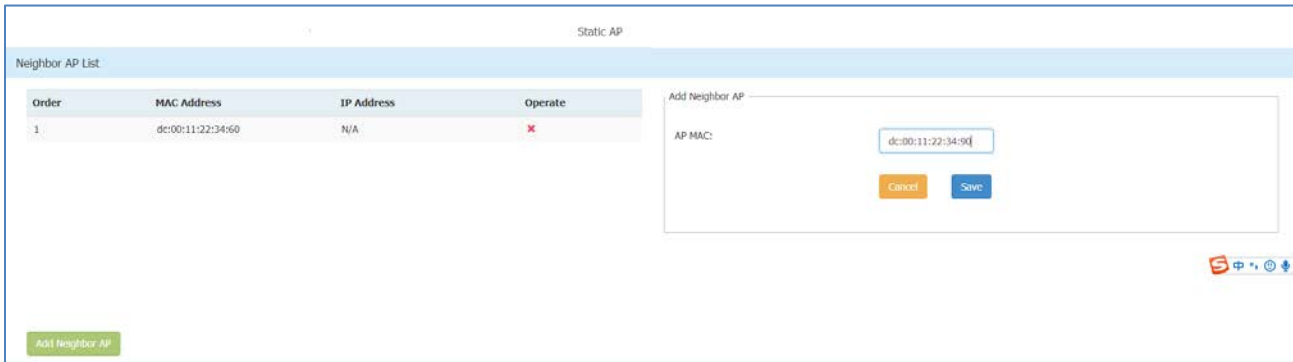 Static AP
Neighbor AP List
Order MAC Address IP Address Operate
1 dc:00:11:22:34:60 N/A
Add Neighbor AP
AP MAC: dc:00:11:22:34:90
Cancel Save
S 中
Add Neighbor AP